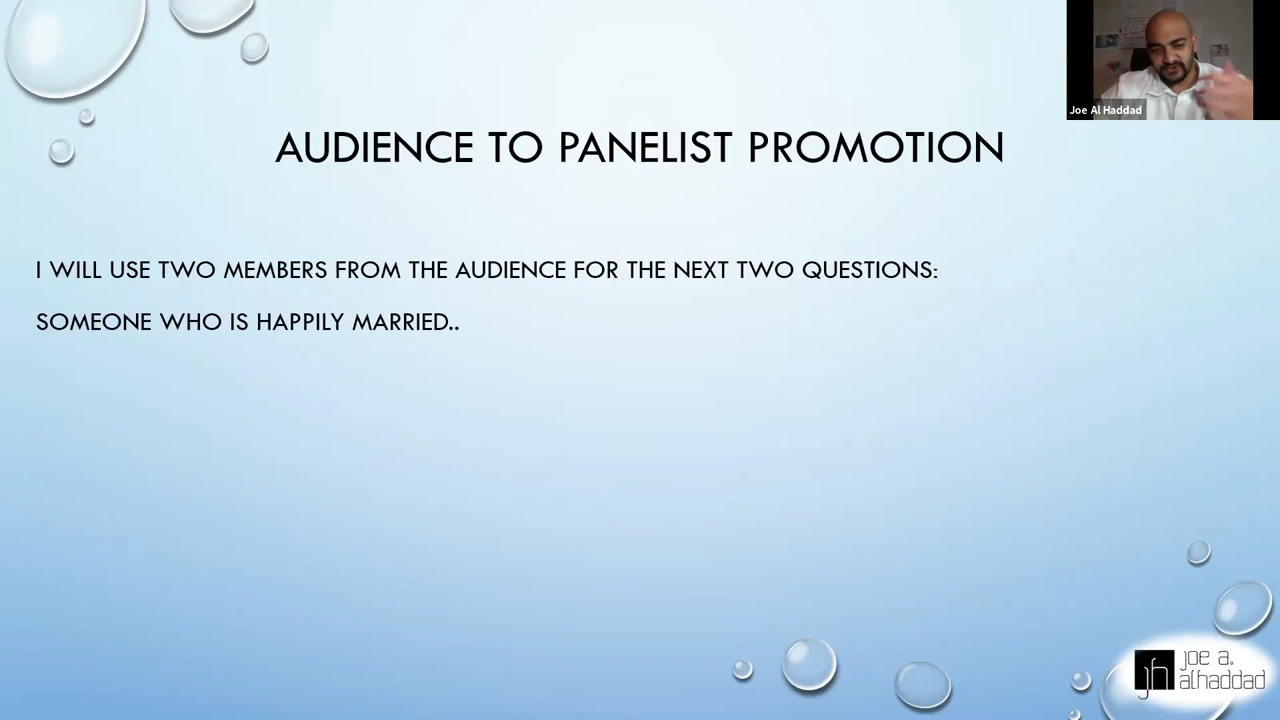 Joe Al Haddad
AUDIENCE TO PANELIST PROMOTION
I WILL USE TWO MEMBERS FROM THE AUDIENCE FOR THE NEXT TWO QUESTIONS:
SOMEONE WHO IS HAPPILY MARRIED..
jh
joe a.
alhaddad